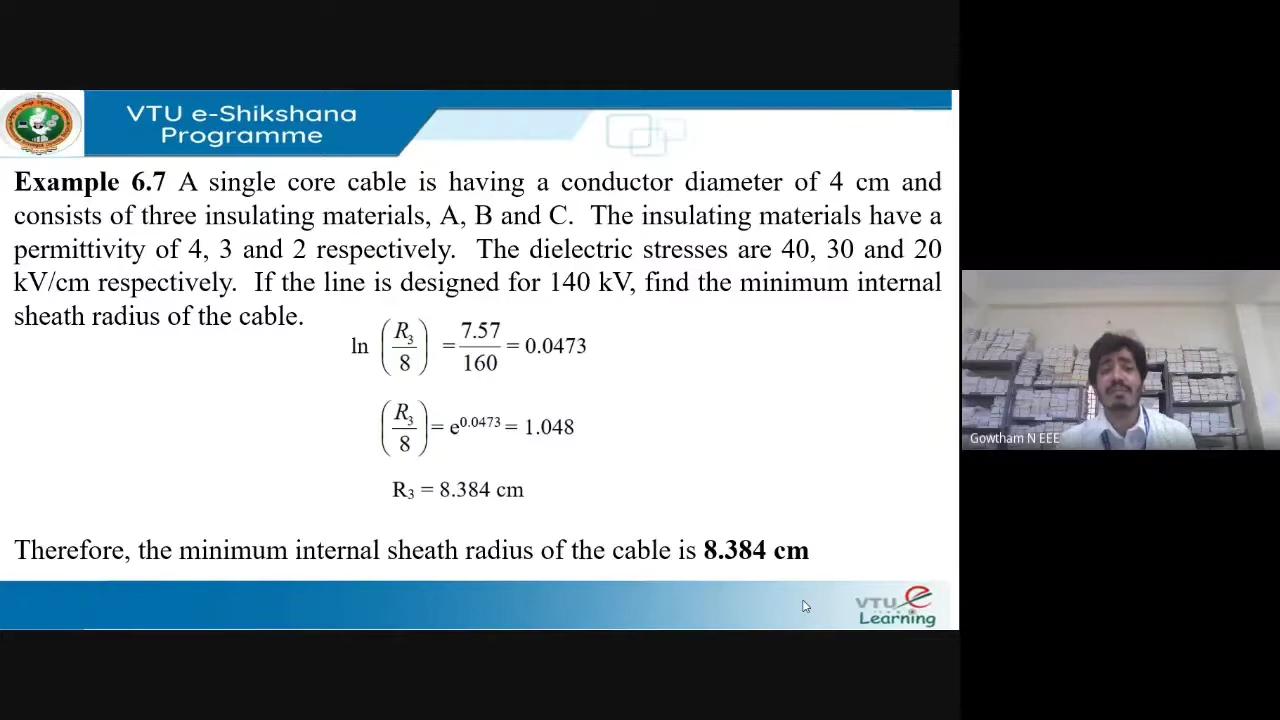 VTU e-Shikshana
Programme
Example 6.7 A single core cable is having a conductor diameter of 4 cm and
consists of three insulating materials, A, B and C. The insulating materials have a
permittivity of 4, 3 and 2 respectively. The dielectric stresses are 40, 30 and 20
kV/cm respectively. If the line is designed for 140 kV, find the minimum internal
sheath radius of the cable.
ln (R₃/8) = 7.57/160 = 0.0473
(R₃/8) = e^0.0473 = 1.048
R₃ = 8.384 cm
Therefore, the minimum internal sheath radius of the cable is 8.384 cm
VTU e
Learning
Gowtham N EEE